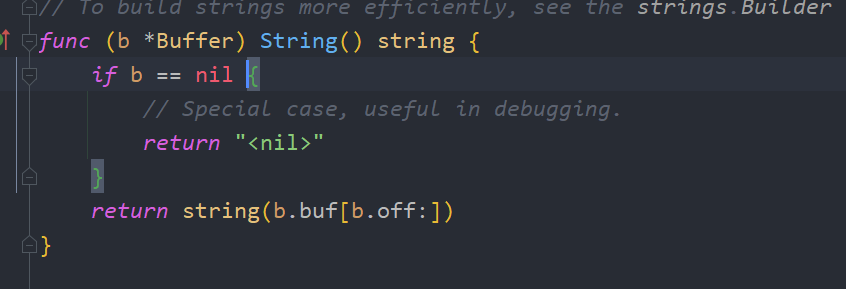 // To build strings more efficiently, see the strings.Builder
func (b *Buffer) String() string {
    if b == nil {
        // Special case, useful in debugging.
        return "<nil>"
    }
    return string(b.buf[b.off:])
}